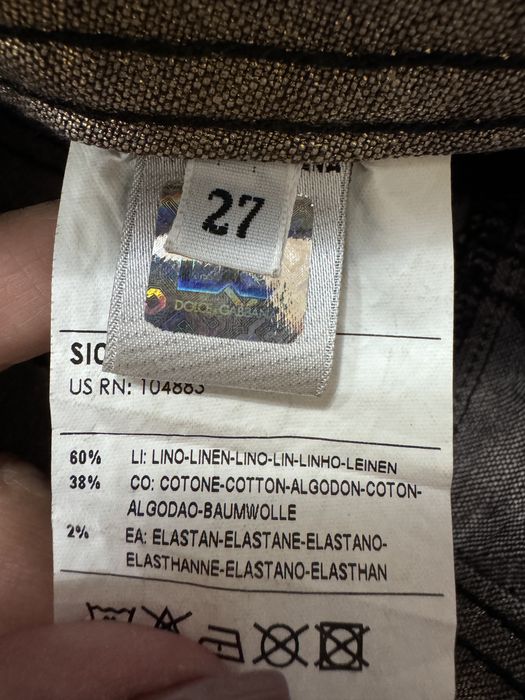 27
DOLCE & GABBANA
SIC
US RN: 104883
60% LI: LINO-LINEN-LINO-LIN-LINHO-LEINEN
38% CO: COTONE-COTTON-ALGODON-COTON-
ALGODAO-BAUMWOLLE
2% EA: ELASTAN-ELASTANE-ELASTANO-
ELASTHANNE-ELASTANO-ELASTHAN